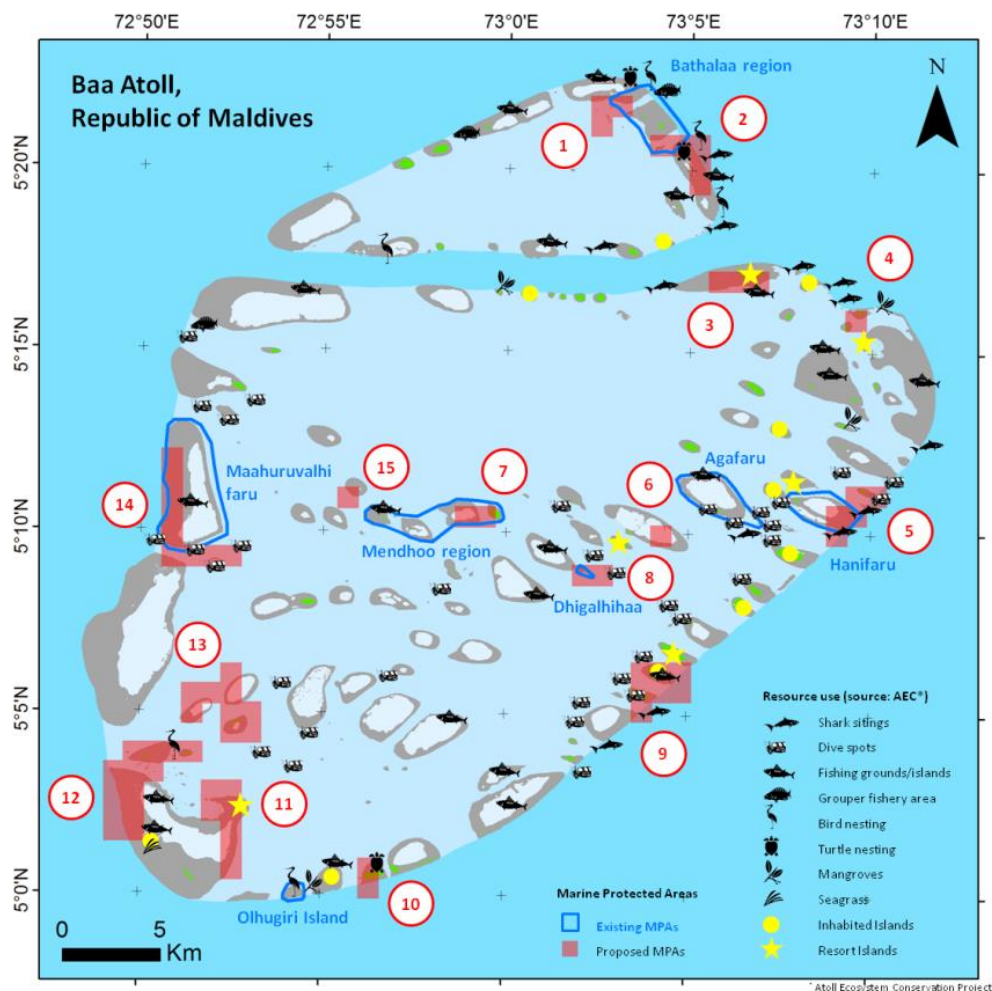 72°50'E 72°55'E 73°0'E 73°5'E 73°10'E
Baa Atoll,
Republic of Maldives
Bathalaa region
N
1
2
5°20'N
4
3
5°15'N
Maahuruvalhi
faru
15
7
6
Agafaru
14
5°10'N
Mendhoo region
5
Hanifaru
8
Dhigalhihaa
13
5°5'N
9
12
11
5°0'N
Olhugiri Island
10
0 5
Km
Marine Protected Areas
Existing MPAs
Proposed MPAs
Resource use (source: AEC*)
Shark sitings
Dive spots
Fishing grounds/islands
Grouper fishery area
Bird nesting
Turtle nesting
Mangroves
Seagrass
Inhabited Islands
Resort Islands
* Atoll Ecosystem Conservation Project